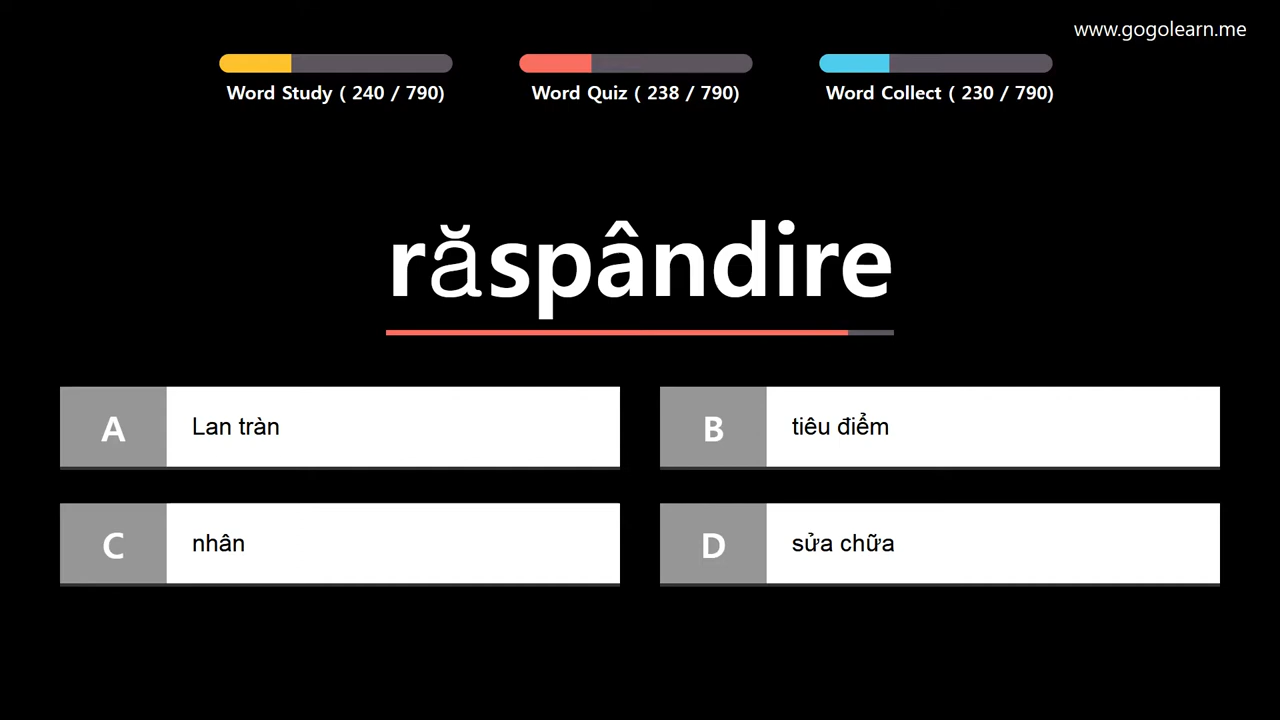 www.gogolearn.me
Word Study ( 240 / 790)
Word Quiz ( 238 / 790)
Word Collect ( 230 / 790)
răspândire
A Lan tràn
B tiêu điểm
C nhân
D sửa chữa